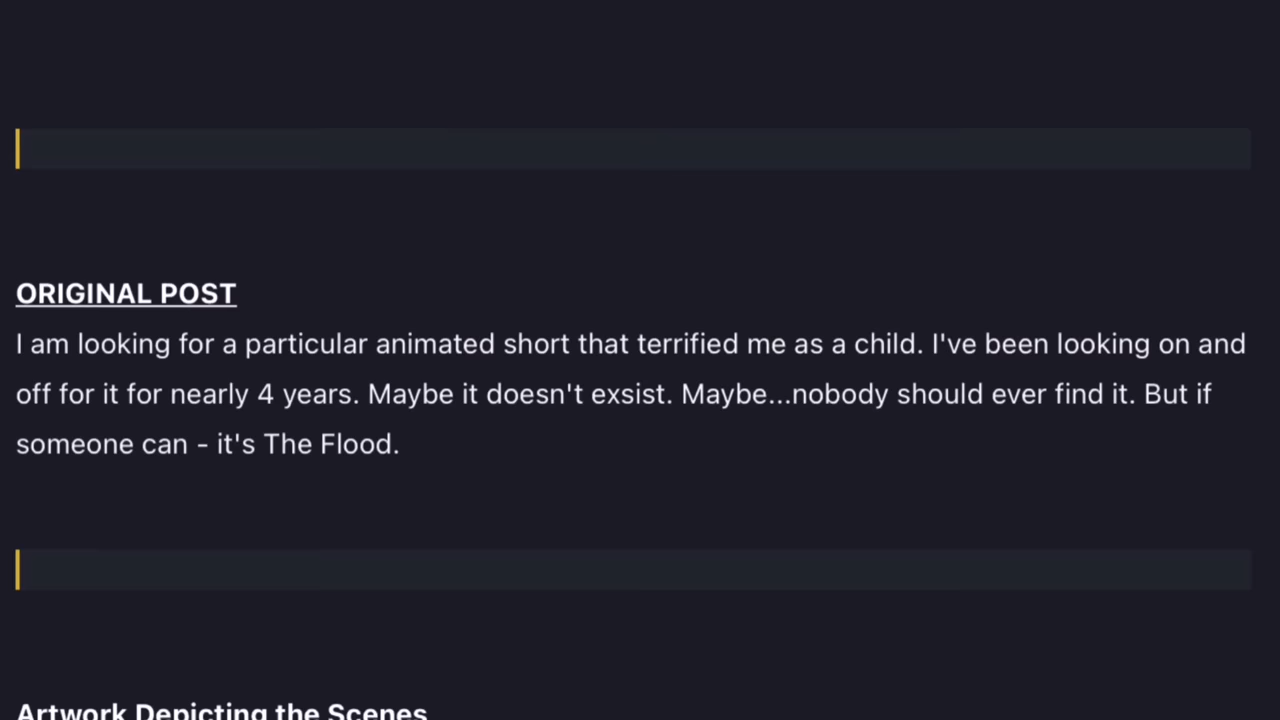 ORIGINAL POST
I am looking for a particular animated short that terrified me as a child. I've been looking on and
off for it for nearly 4 years. Maybe it doesn't exsist. Maybe...nobody should ever find it. But if
someone can - it's The Flood.
Artwork Depicting the Scenes